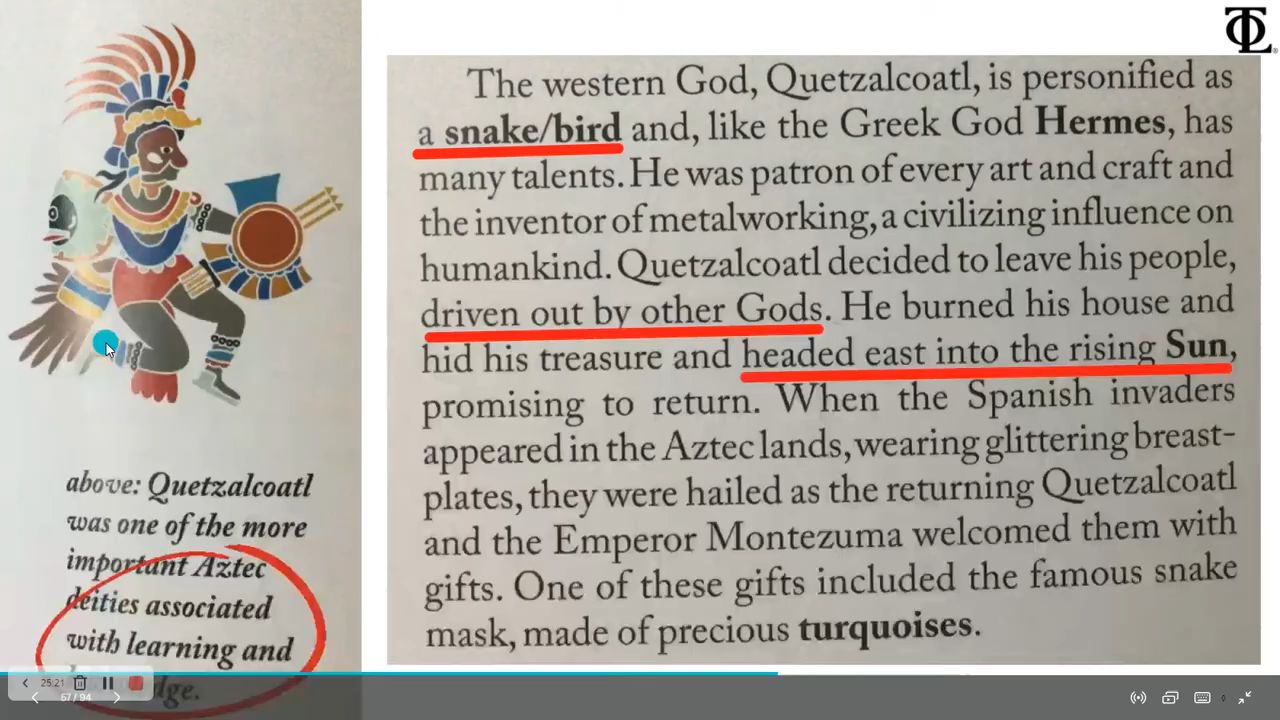 The western God, Quetzalcoatl, is personified as
a snake/bird and, like the Greek God Hermes, has
many talents. He was patron of every art and craft and
the inventor of metalworking, a civilizing influence on
humankind. Quetzalcoatl decided to leave his people,
driven out by other Gods. He burned his house and
hid his treasure and headed east into the rising Sun,
promising to return. When the Spanish invaders
appeared in the Aztec lands, wearing glittering breast-
plates, they were hailed as the returning Quetzalcoatl
and the Emperor Montezuma welcomed them with
gifts. One of these gifts included the famous snake
mask, made of precious turquoises.
above: Quetzalcoatl
was one of the more
important Aztec
deities associated
with learning and
25:21
57 / 94